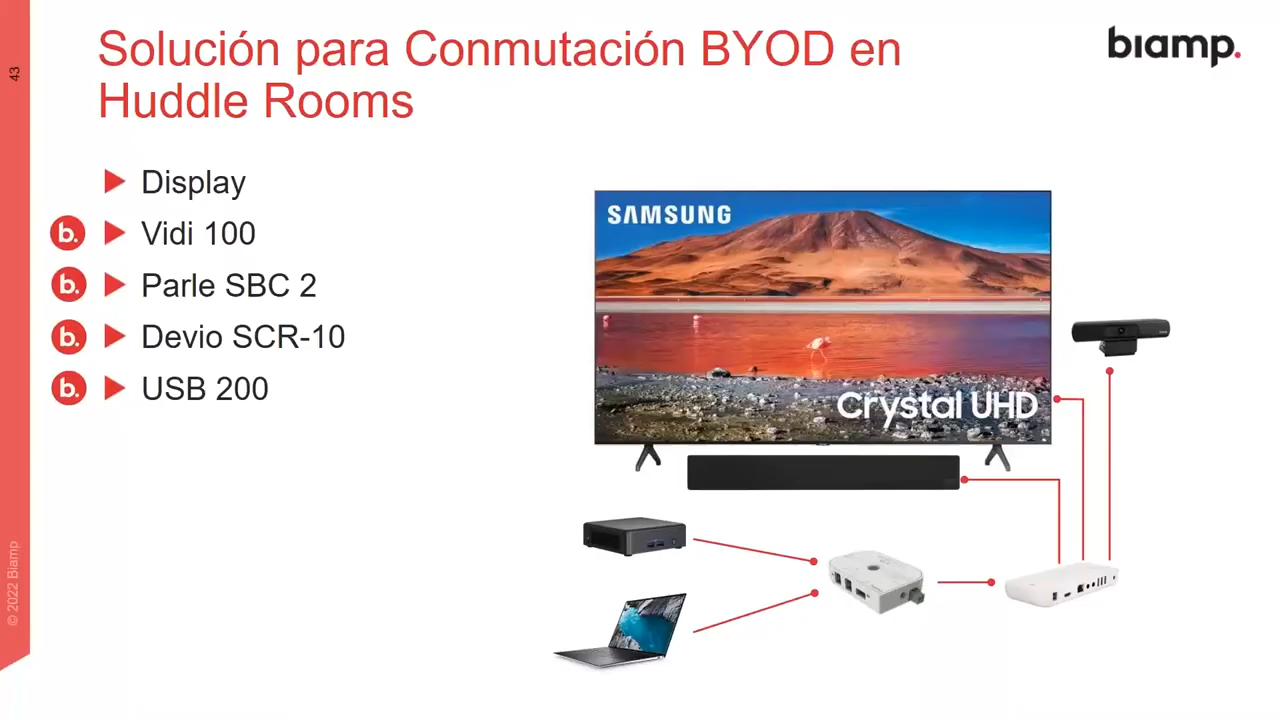 43
Solución para Conmutación BYOD en
Huddle Rooms
biamp.
Display
b. Vidi 100
b. Parle SBC 2
b. Devio SCR-10
b. USB 200
SAMSUNG
Crystal UHD
© 2022 Biamp